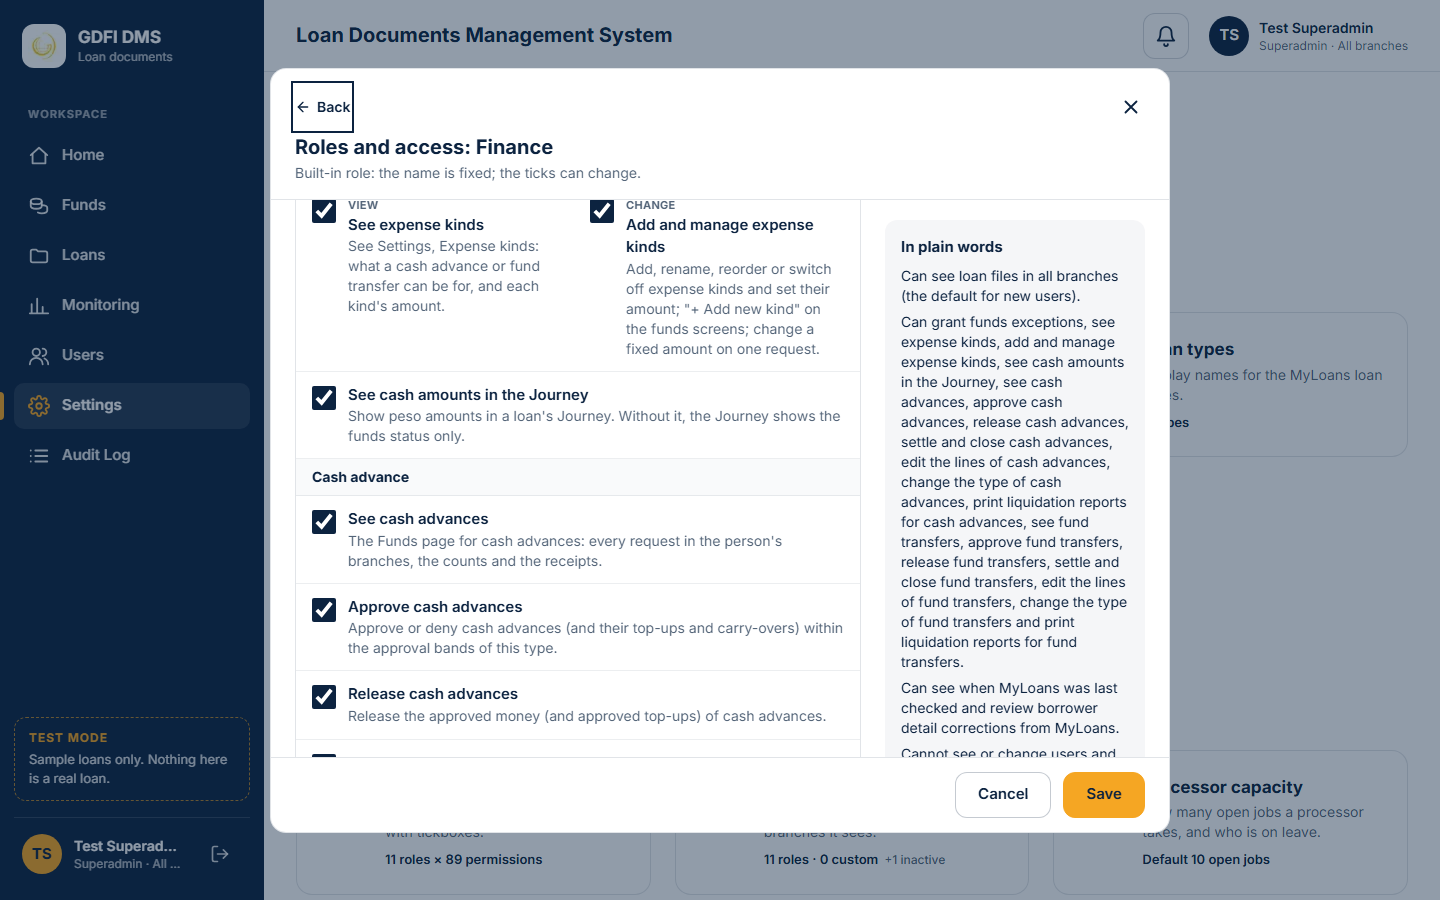 GDFI DMS
Loan documents
WORKSPACE
Home
Funds
Loans
Monitoring
Users
Settings
Audit Log
TEST MODE
Sample loans only. Nothing here
is a real loan.
TS
Test Superad...
Superadmin · All ...
Loan Documents Management System
TS
Test Superadmin
Superadmin · All branches
← Back
Roles and access: Finance
Built-in role: the name is fixed; the ticks can change.
VIEW
See expense kinds
See Settings, Expense kinds:
what a cash advance or fund
transfer can be for, and each
kind's amount.
CHANGE
Add and manage expense
kinds
Add, rename, reorder or switch
off expense kinds and set their
amount; "+ Add new kind" on
the funds screens; change a
fixed amount on one request.
See cash amounts in the Journey
Show peso amounts in a loan's Journey. Without it, the Journey shows the
funds status only.
Cash advance
See cash advances
The Funds page for cash advances: every request in the person's
branches, the counts and the receipts.
Approve cash advances
Approve or deny cash advances (and their top-ups and carry-overs) within
the approval bands of this type.
Release cash advances
Release the approved money (and approved top-ups) of cash advances.
In plain words
Can see loan files in all branches
(the default for new users).
Can grant funds exceptions, see
expense kinds, add and manage
expense kinds, see cash amounts
in the Journey, see cash
advances, approve cash
advances, release cash advances,
settle and close cash advances,
edit the lines of cash advances,
change the type of cash
advances, print liquidation reports
for cash advances, see fund
transfers, approve fund transfers,
release fund transfers, settle and
close fund transfers, edit the lines
of fund transfers, change the type
of fund transfers and print
liquidation reports for fund
transfers.
Can see when MyLoans was last
checked and review borrower
detail corrections from MyLoans.
Cannot see or change users and
Cancel
Save
an types
play names for the MyLoans loan
es.
pes
with tickboxes.
11 roles × 89 permissions
branches it sees.
11 roles · 0 custom +1 inactive
cessor capacity
many open jobs a processor
takes, and who is on leave.
Default 10 open jobs